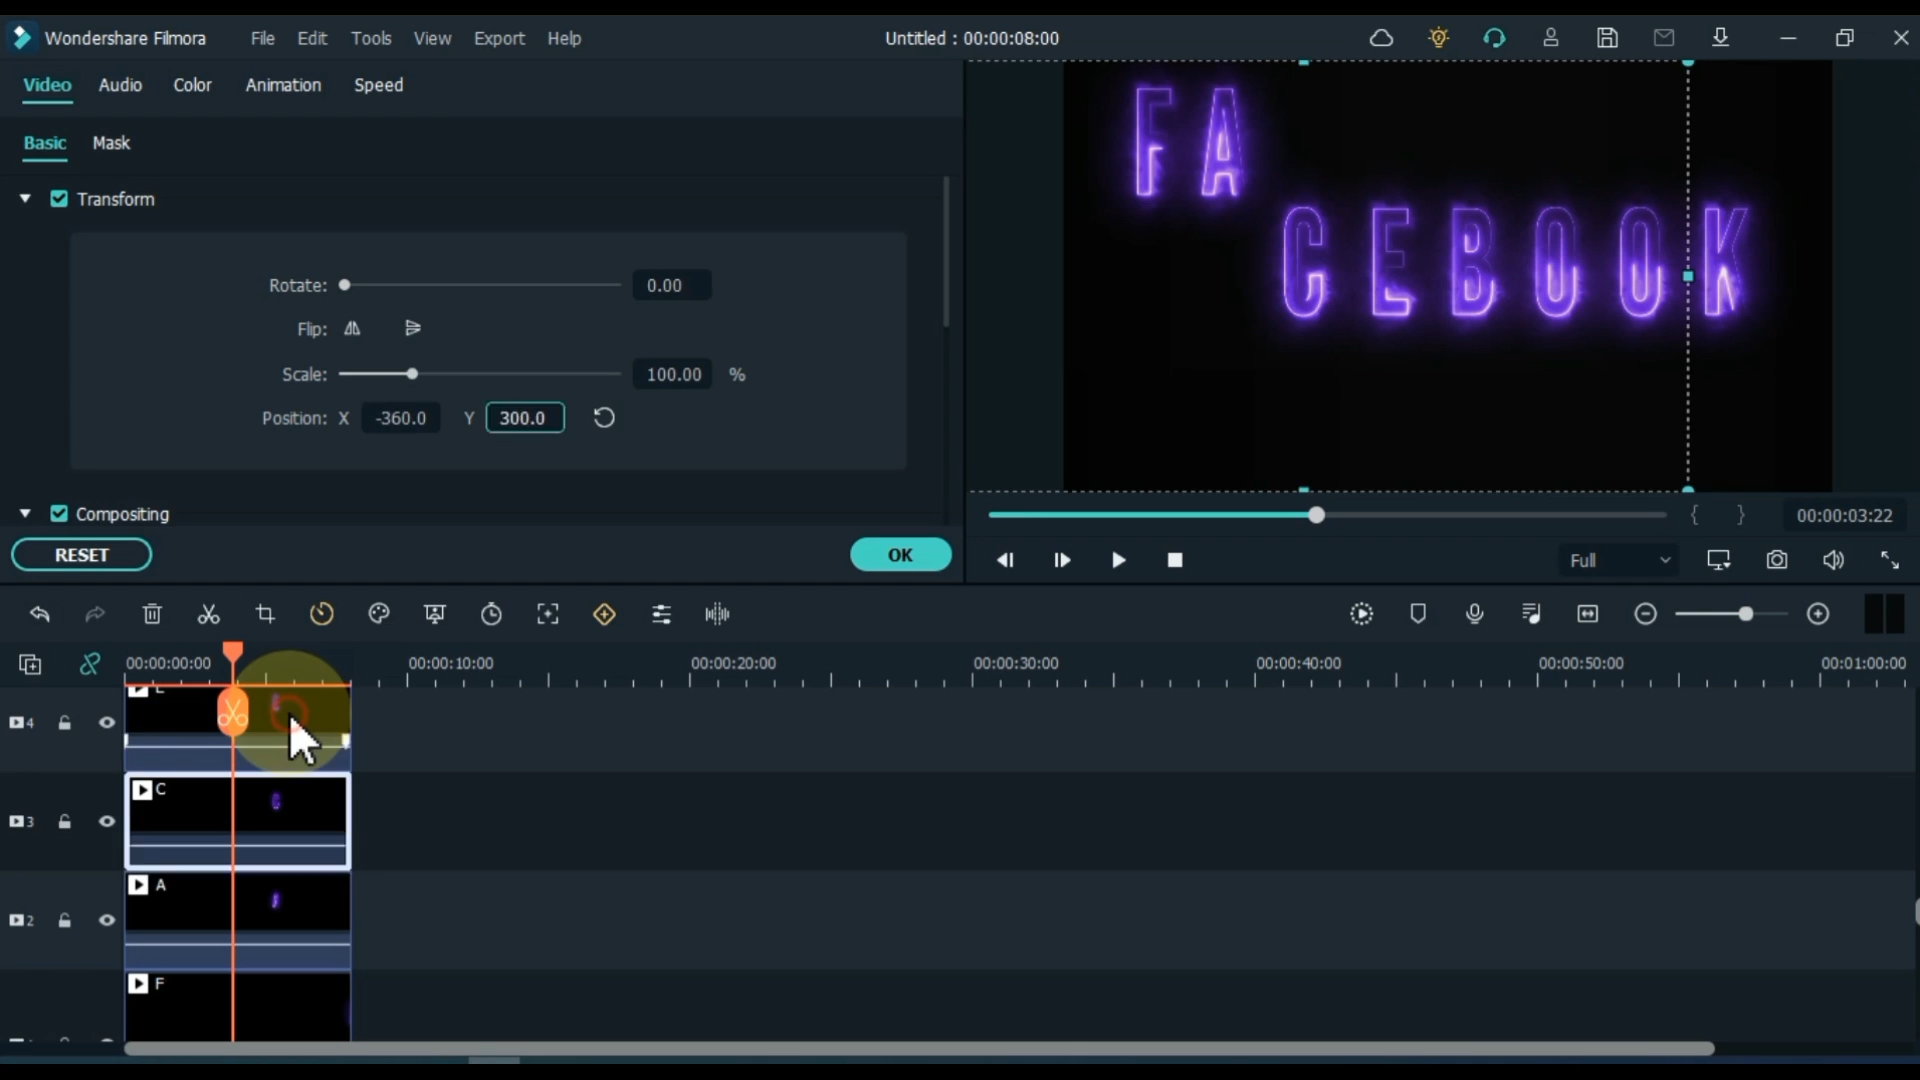 Wondershare Filmora File Edit Tools View Export Help Untitled : 00:00:08:00
Video Audio Color Animation Speed
Basic Mask
Transform
Rotate: 0.00
Flip:
Scale: 100.00 %
Position: X -360.0 Y 300.0
Compositing
RESET OK
FA
CEBOOK
00:00:03:22
Full
00:00:00:00 00:00:10:00 00:00:20:00 00:00:30:00 00:00:40:00 00:00:50:00 00:01:00:00
4
3 C
2 A
F